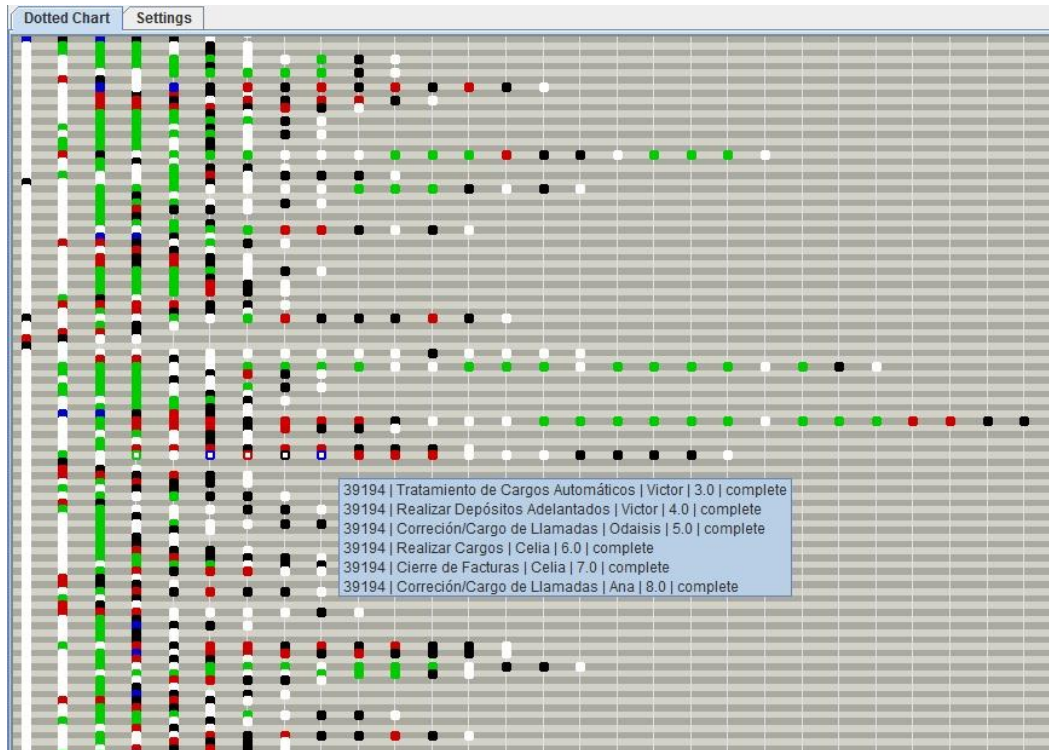 Dotted Chart Settings
39194 | Tratamiento de Cargos Automáticos | Victor | 3.0 | complete
39194 | Realizar Depósitos Adelantados | Victor | 4.0 | complete
39194 | Correción/Cargo de Llamadas | Odaisis | 5.0 | complete
39194 | Realizar Cargos | Celia | 6.0 | complete
39194 | Cierre de Facturas | Celia | 7.0 | complete
39194 | Correción/Cargo de Llamadas | Ana | 8.0 | complete